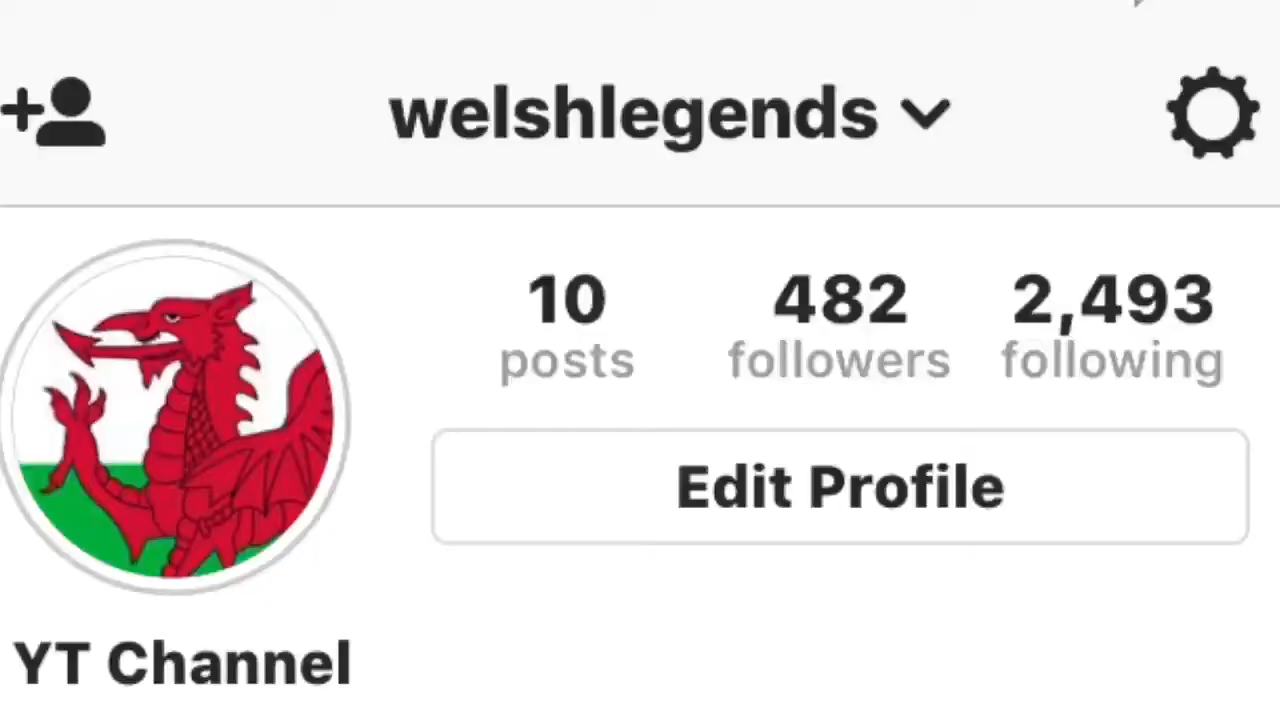 welshlegends
10 482 2,493
posts followers following
Edit Profile
YT Channel